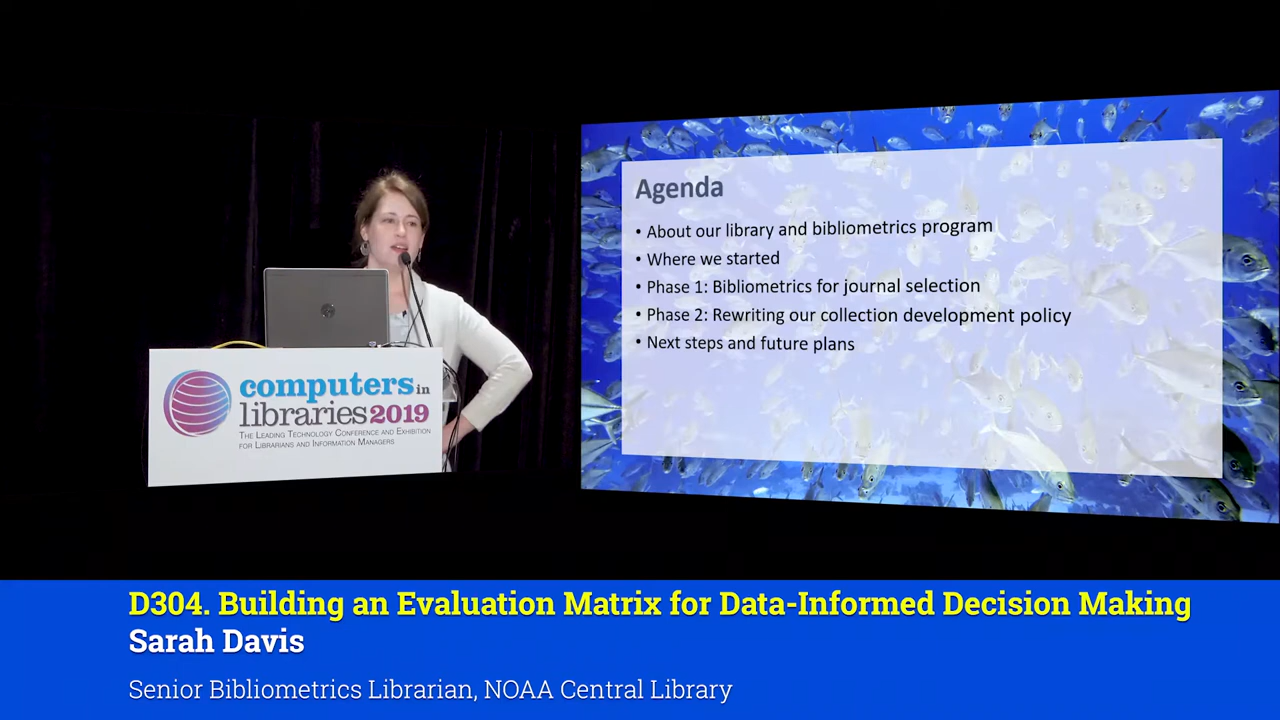 Agenda
• About our library and bibliometrics program
• Where we started
• Phase 1: Bibliometrics for journal selection
• Phase 2: Rewriting our collection development policy
• Next steps and future plans
computers in
libraries 2019
The Leading Technology Conference and Exhibition
for Librarians and Information Managers
D304. Building an Evaluation Matrix for Data-Informed Decision Making
Sarah Davis
Senior Bibliometrics Librarian, NOAA Central Library